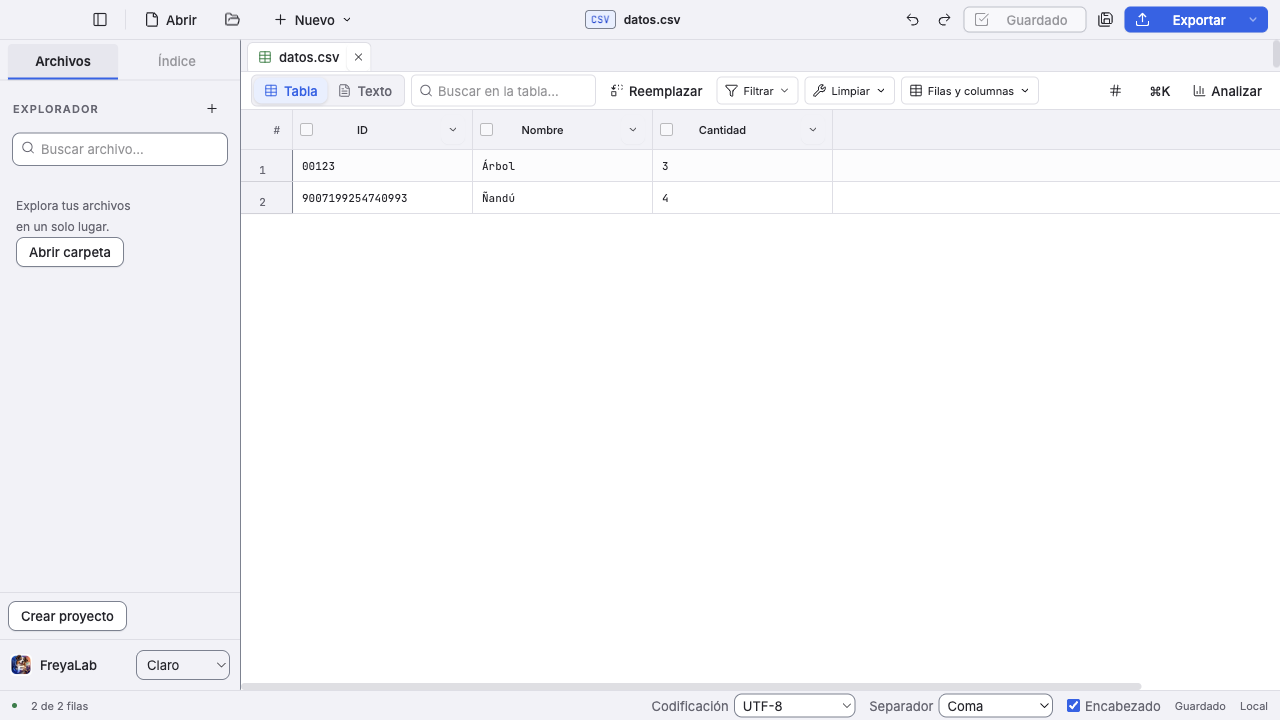 Abrir
Nuevo
CSV datos.csv
Guardado
Exportar
Archivos
Índice
datos.csv
EXPLORADOR
Buscar archivo...
Explora tus archivos
en un solo lugar.
Abrir carpeta
Crear proyecto
FreyaLab
Claro
Tabla
Texto
Buscar en la tabla...
Reemplazar
Filtrar
Limpiar
Filas y columnas
#
⌘K
Analizar
# ID Nombre Cantidad
1 00123 Árbol 3
2 9007199254740993 Ñandú 4
2 de 2 filas
Codificación UTF-8
Separador Coma
Encabezado
Guardado
Local